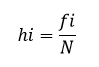 hi = fi/N